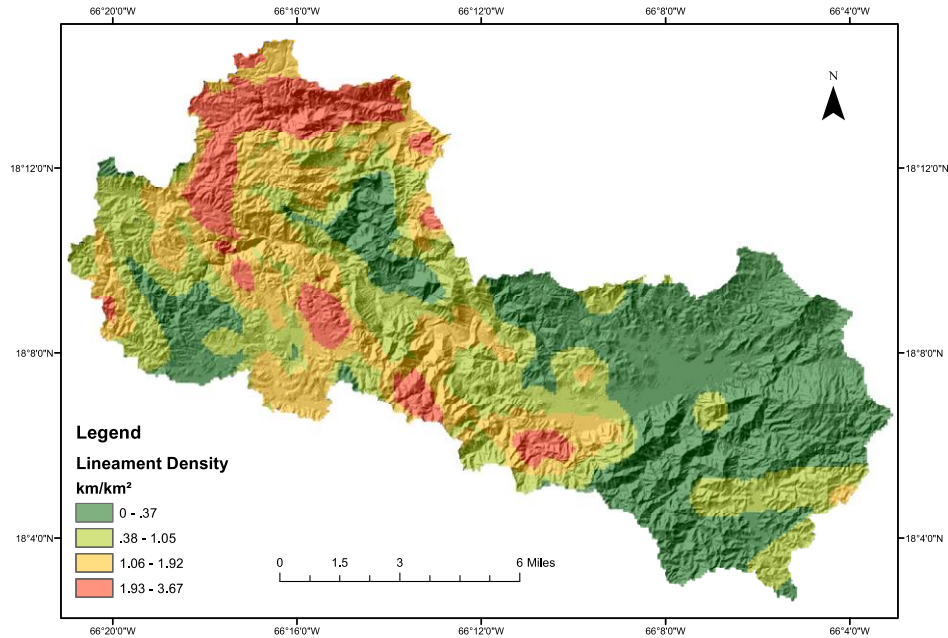 66°20'0"W 66°16'0"W 66°12'0"W 66°8'0"W 66°4'0"W
N
18°12'0"N 18°12'0"N
18°8'0"N 18°8'0"N
Legend
Lineament Density
km/km²
0 - .37
.38 - 1.05
1.06 - 1.92
1.93 - 3.67
18°4'0"N 18°4'0"N
0 1.5 3 6 Miles
66°20'0"W 66°16'0"W 66°12'0"W 66°8'0"W 66°4'0"W